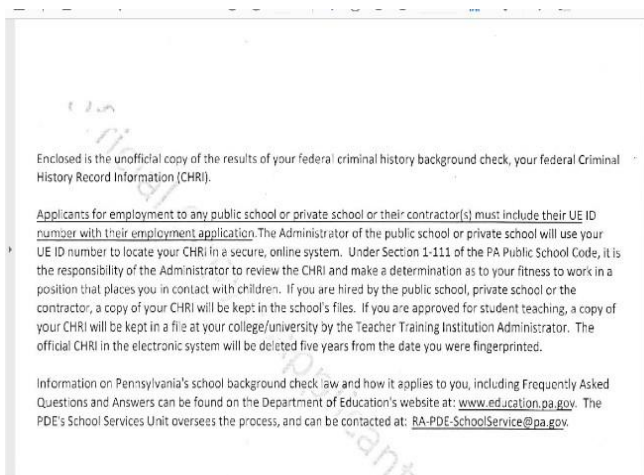 Enclosed is the unofficial copy of the results of your federal criminal history background check, your federal Criminal
History Record Information (CHRI).
Applicants for employment to any public school or private school or their contractor(s) must include their UE ID
number with their employment application. The Administrator of the public school or private school will use your
UE ID number to locate your CHRI in a secure, online system. Under Section 1-111 of the PA Public School Code, it is
the responsibility of the Administrator to review the CHRI and make a determination as to your fitness to work in a
position that places you in contact with children. If you are hired by the public school, private school or the
contractor, a copy of your CHRI will be kept in the school's files. If you are approved for student teaching, a copy of
your CHRI will be kept in a file at your college/university by the Teacher Training Institution Administrator. The
official CHRI in the electronic system will be deleted five years from the date you were fingerprinted.
Information on Pennsylvania's school background check law and how it applies to you, including Frequently Asked
Questions and Answers can be found on the Department of Education's website at: www.education.pa.gov. The
PDE's School Services Unit oversees the process, and can be contacted at: RA-PDE-SchoolService@pa.gov.
applicant